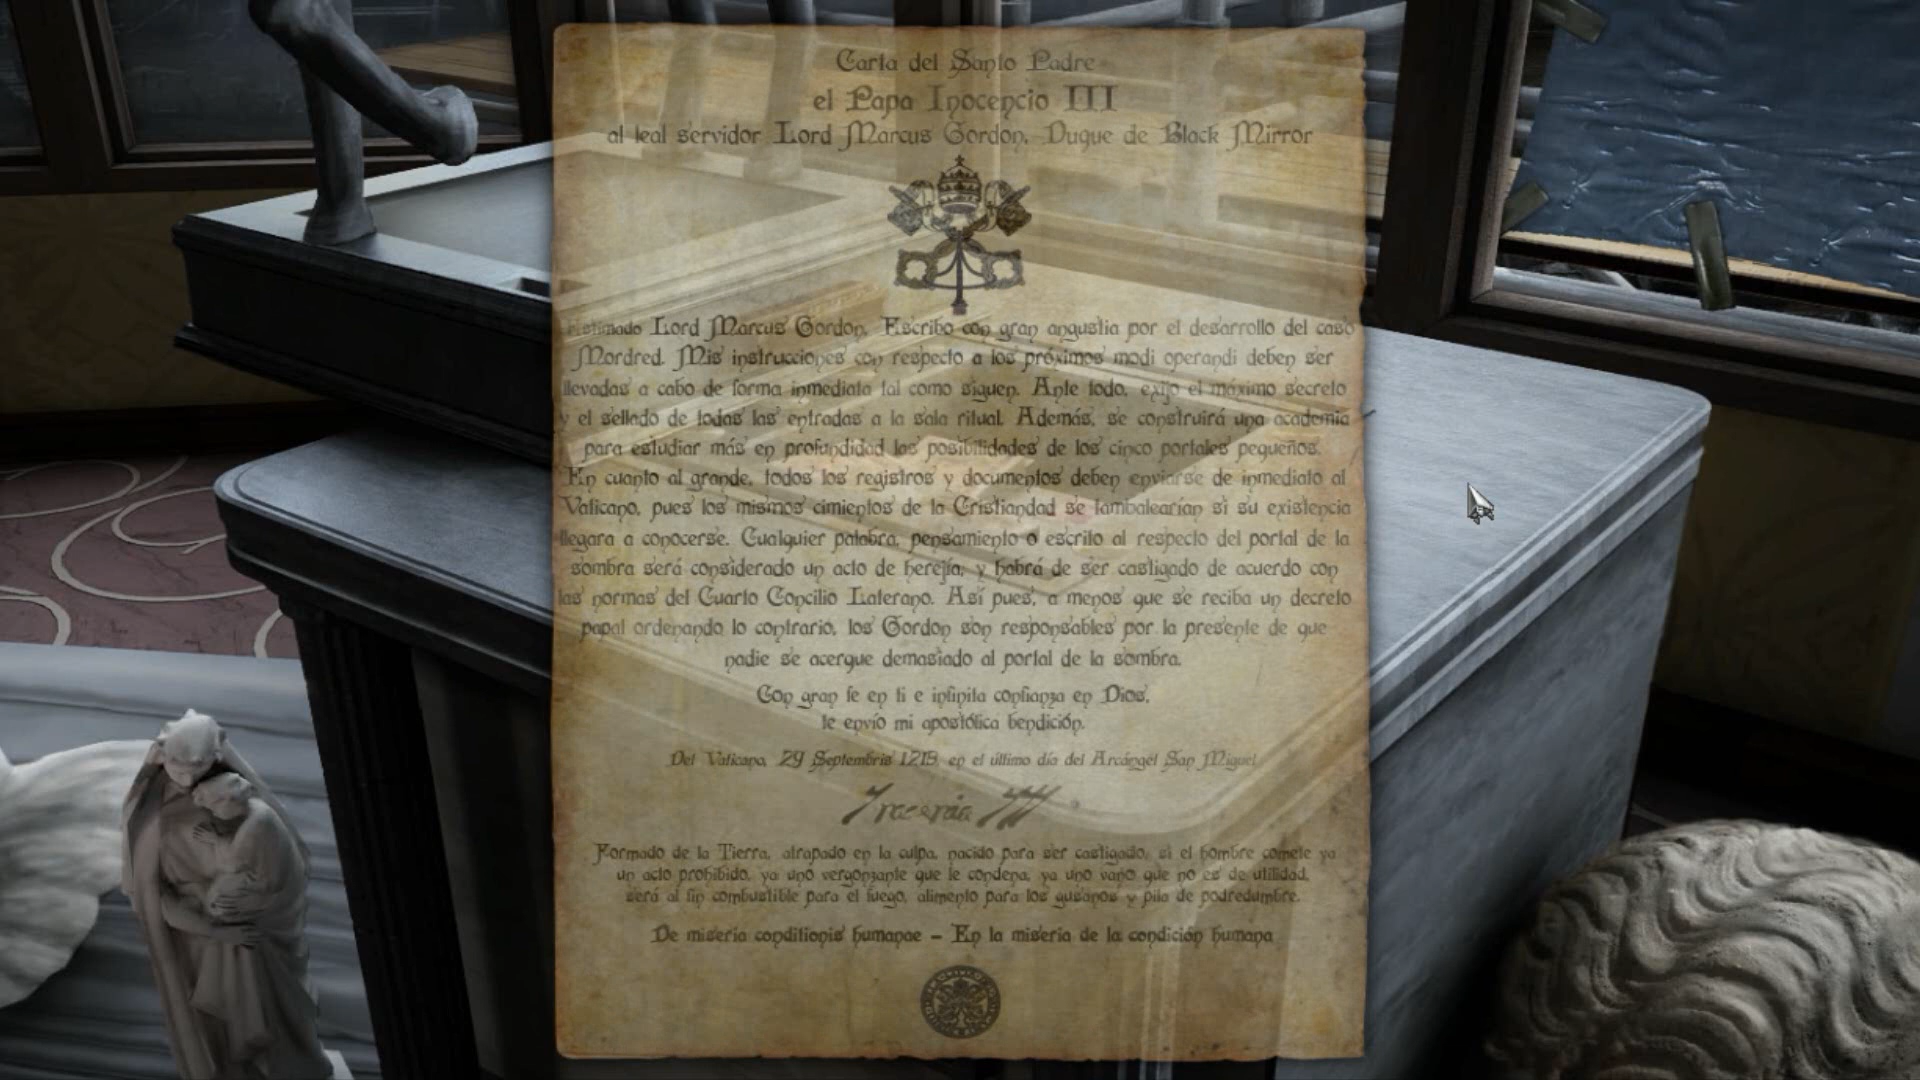 Carta del Santo Padre
el Papa Inocencio III
al leal servidor Lord Marcus Gordon, Duque de Black Mirror
Estimado Lord Marcus Gordon, Escribo con gran angustia por el desarrollo del caso
Mordred. Mis instrucciones con respecto a los próximos modi operandi deben ser
llevadas a cabo de forma inmediata tal como siguen. Ante todo, exijo el máximo secreto
y el sellado de todas las entradas a la sala ritual. Además, se construirá una academia
para estudiar más en profundidad las posibilidades de los cinco portales pequeños.
En cuanto al grande, todos los registros y documentos deben enviarse de inmediato al
Vaticano, pues los mismos cimientos de la Cristiandad se tambalearían si su existencia
llegara a conocerse. Cualquier palabra, pensamiento o escrito al respecto del portal de la
sombra será considerado un acto de herejía, y habrá de ser castigado de acuerdo con
las normas del Cuarto Concilio Laterano. Así pues, a menos que se reciba un decreto
papal ordenando lo contrario, los Gordon son responsables por la presente de que
nadie se acerque demasiado al portal de la sombra.
Con gran fe en ti e infinita confianza en Dios,
te envío mi apostólica bendición.
Del Vaticano, 29 Septembris 1215, en el último día del Arcángel San Miguel
Inocencio III
Formado de la Tierra, atrapado en la culpa, nacido para ser castigado, si el hombre comete ya
un acto prohibido, ya uno vergonzante que le condena, ya uno vano que no es de utilidad,
será al fin combustible para el fuego, alimento para los gusanos y pila de podredumbre.
De miseria conditionis humanae – En la miseria de la condición humana